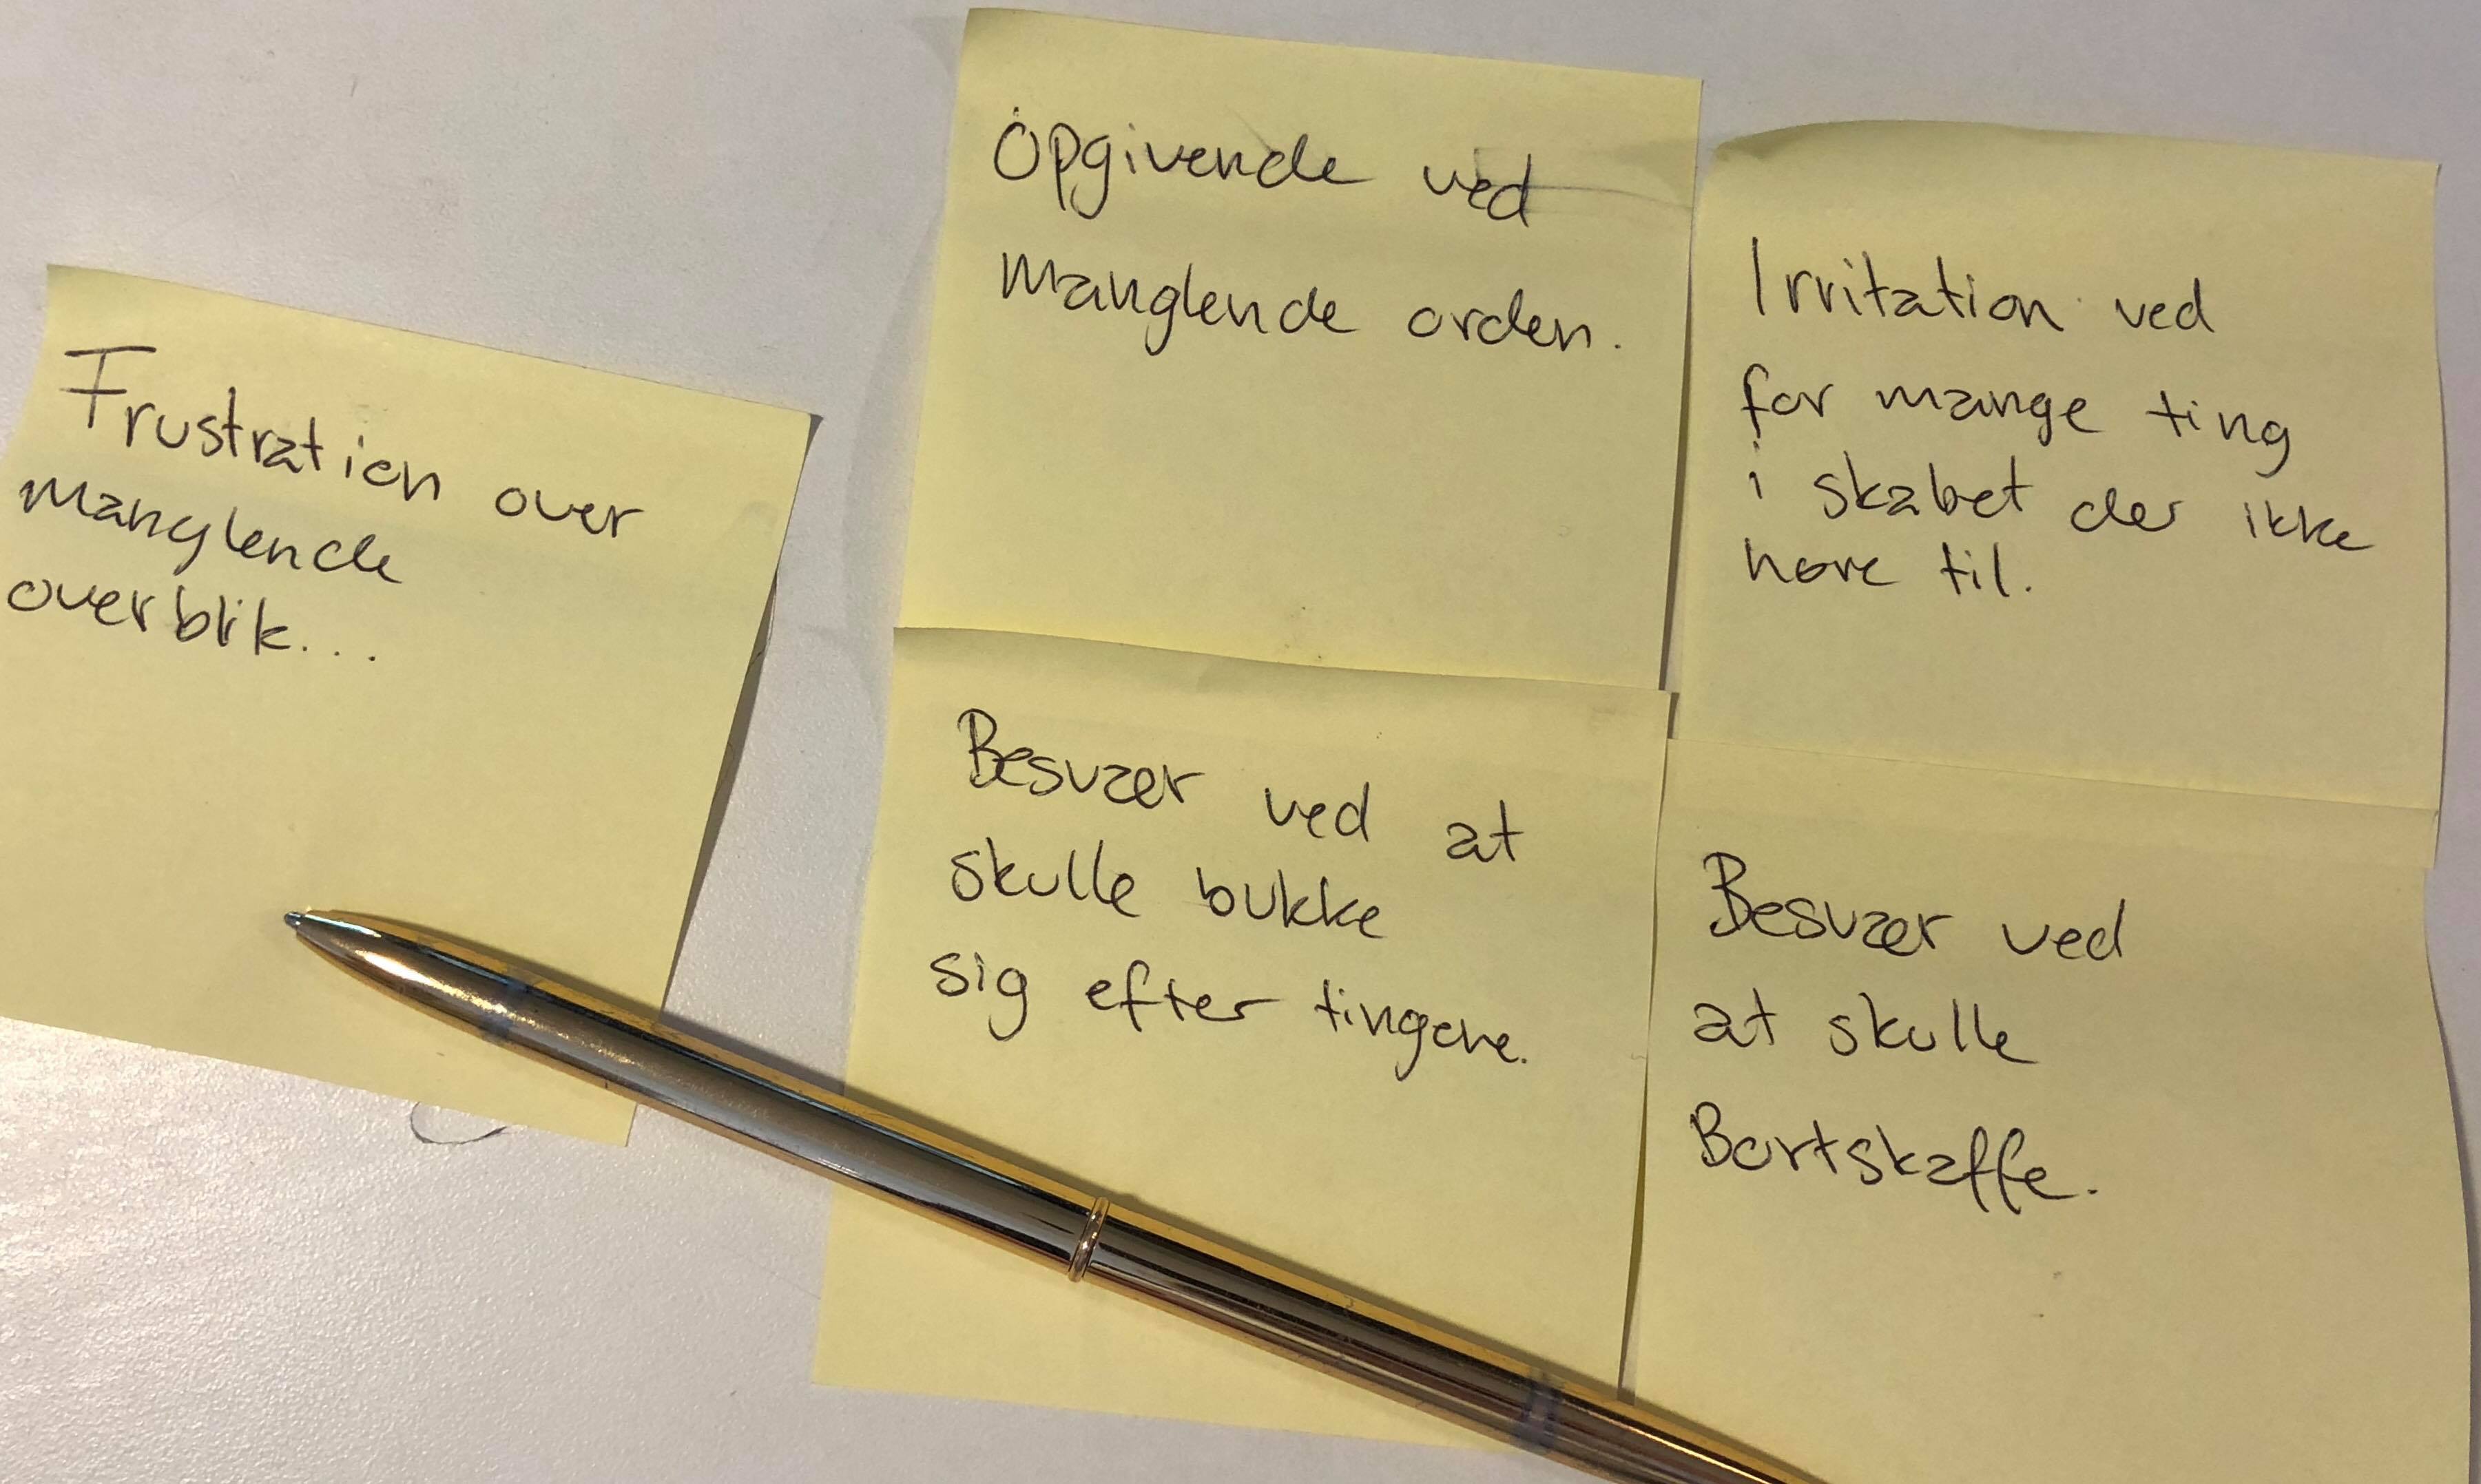 Frustration over
manglende
overblik...
Opgivende ved
manglende orden.
Irritation ved
for mange ting
i skabet der ikke
høre til.
Besvær ved at
skulle bukke
sig efter tingene.
Besvær ved
at skulle
Bortskaffe.